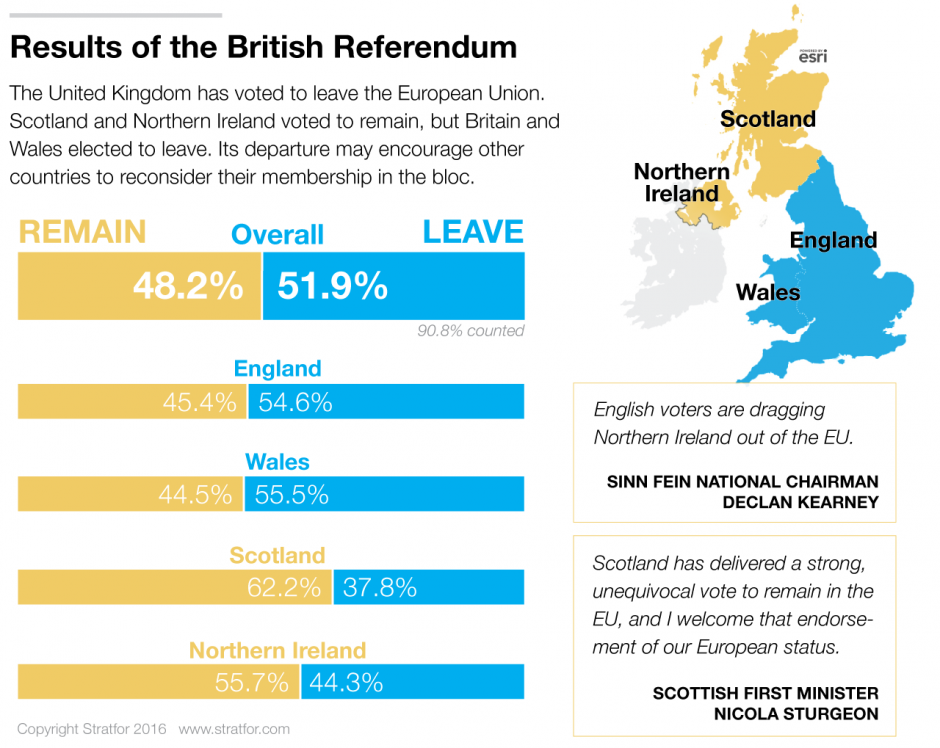 Results of the British Referendum
The United Kingdom has voted to leave the European Union.
Scotland and Northern Ireland voted to remain, but Britain and
Wales elected to leave. Its departure may encourage other
countries to reconsider their membership in the bloc.
REMAIN Overall LEAVE
48.2% 51.9%
90.8% counted
England
45.4% 54.6%
Wales
44.5% 55.5%
Scotland
62.2% 37.8%
Northern Ireland
55.7% 44.3%
Copyright Stratfor 2016 www.stratfor.com
POWERED BY
esri
Scotland
Northern
Ireland
England
Wales
English voters are dragging
Northern Ireland out of the EU.
SINN FEIN NATIONAL CHAIRMAN
DECLAN KEARNEY
Scotland has delivered a strong,
unequivocal vote to remain in the
EU, and I welcome that endorse-
ment of our European status.
SCOTTISH FIRST MINISTER
NICOLA STURGEON